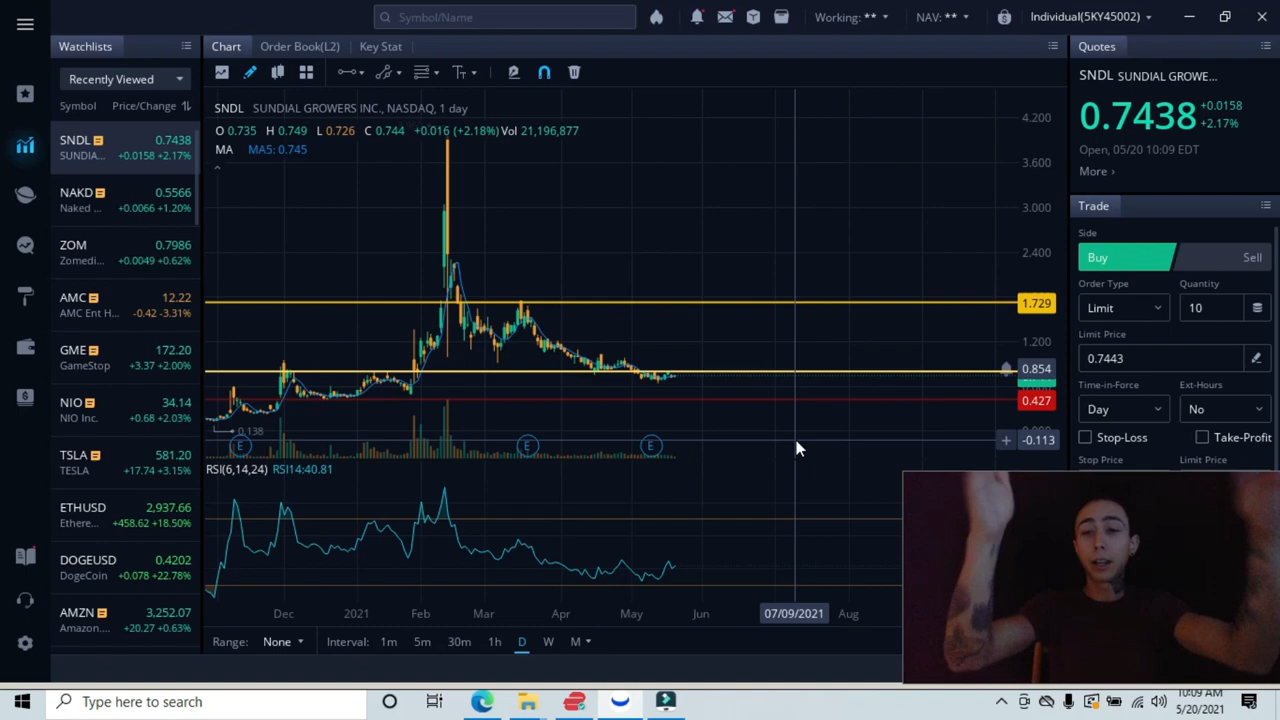 Symbol/Name
Working: **
NAV: **
Individual(5KY45002)
Watchlists
Recently Viewed
Symbol Price/Change
SNDL 0.7438
SUNDIA... +0.0158 +2.17%
NAKD 0.5566
Naked ... +0.0066 +1.20%
ZOM 0.7986
Zomedi... +0.0049 +0.62%
AMC 12.22
AMC Ent H... -0.42 -3.31%
GME 172.20
GameStop +3.37 +2.00%
NIO 34.14
NIO Inc. +0.68 +2.03%
TSLA 581.20
TESLA +17.74 +3.15%
ETHUSD 2,937.66
Ethere... +458.62 +18.50%
DOGEUSD 0.4202
DogeCoin +0.078 +22.78%
AMZN 3,252.07
Amazon... +20.27 +0.63%
Chart Order Book(L2) Key Stat
SNDL SUNDIAL GROWERS INC., NASDAQ, 1 day
O 0.735 H 0.749 L 0.726 C 0.744 +0.016 (+2.18%) Vol 21,196,877
MA MA5: 0.745
4.200
3.600
3.000
2.400
1.729
1.200
0.854
0.427
-0.113
0.138
E E E
RSI(6,14,24) RSI14:40.81
Dec 2021 Feb Mar Apr May Jun 07/09/2021 Aug
Range: None Interval: 1m 5m 30m 1h D W M
Quotes
SNDL SUNDIAL GROWE...
0.7438 +0.0158
+2.17%
Open, 05/20 10:09 EDT
More >
Trade
Side
Buy Sell
Order Type Quantity
Limit 10
Limit Price
0.7443
Time-in-Force Ext-Hours
Day No
Stop-Loss Take-Profit
Stop Price Limit Price
Type here to search
10:09 AM
5/20/2021